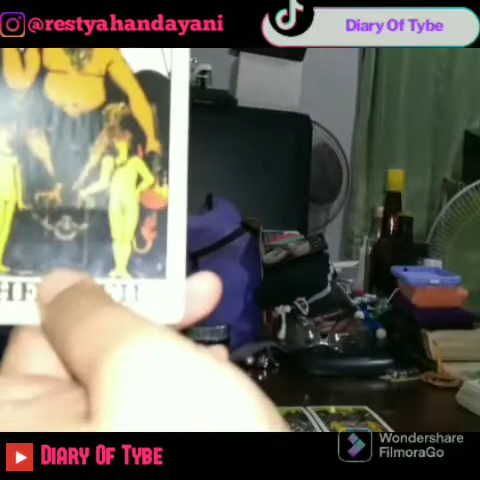 @restyahandayani
Diary Of Tybe
DIARY OF TYBE
Wondershare
FilmoraGo